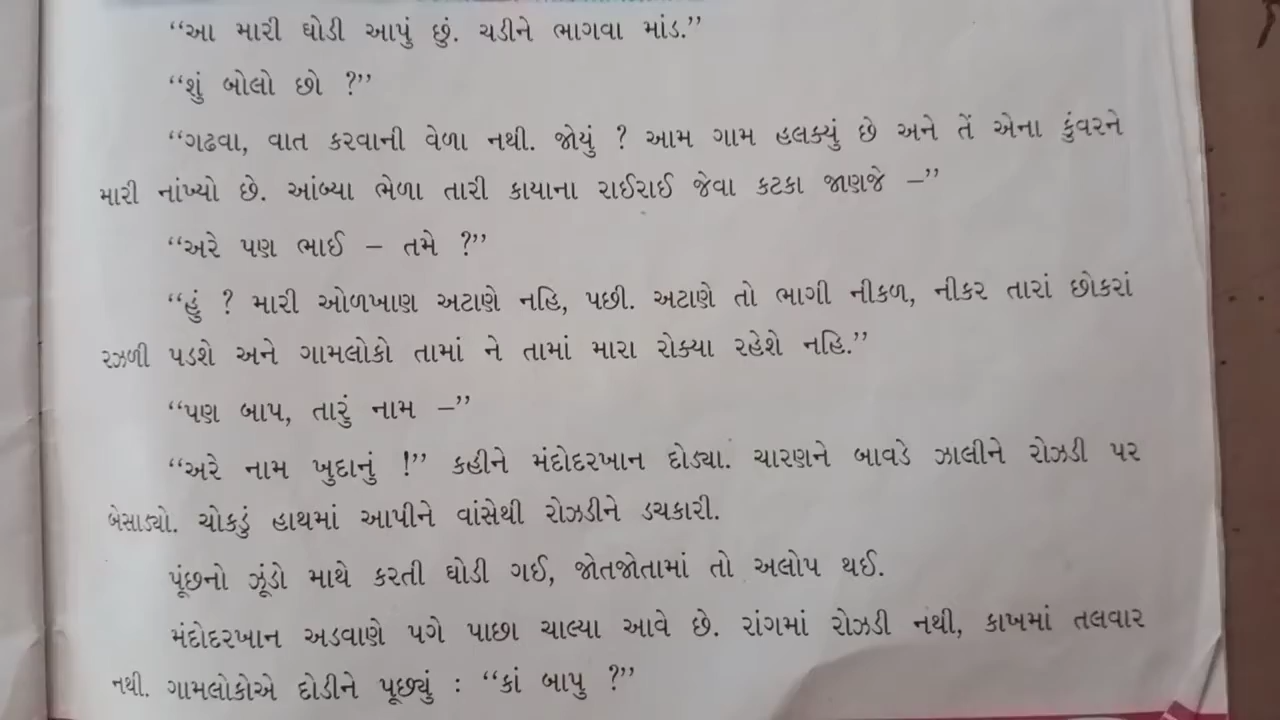 “આ મારી ઘોડી આપું છું. ચડીને ભાગવા માંડ.”
“શું બોલો છો ?”
“ગઢવા, વાત કરવાની વેળા નથી. જોયું ? આમ ગામ હલક્યું છે અને તેં એના કુંવરને
મારી નાંખ્યો છે. આંબ્યા ભેળા તારી કાયાના રાઈરાઈ જેવા કટકા જાણજે –”
“અરે પણ ભાઈ – તમે ?”
“હું ? મારી ઓળખાણ અટાણે નહિ, પછી. અટાણે તો ભાગી નીકળ, નીકર તારાં છોકરાં
રઝળી પડશે અને ગામલોકો તામાં ને તામાં મારા રોક્યા રહેશે નહિ.”
“પણ બાપ, તારું નામ –”
“અરે નામ ખુદાનું !” કહીને મંદોદરખાન દોડ્યા. ચારણને બાવડે ઝાલીને રોઝડી પર
બેસાડ્યો. ચોકડું હાથમાં આપીને વાંસેથી રોઝડીને ડચકારી.
પૂંછનો ઝૂંડો માથે કરતી ઘોડી ગઈ, જોતજોતામાં તો અલોપ થઈ.
મંદોદરખાન અડવાણે પગે પાછા ચાલ્યા આવે છે. રાંગમાં રોઝડી નથી, કાખમાં તલવાર
નથી. ગામલોકોએ દોડીને પૂછ્યું : “કાં બાપુ ?”